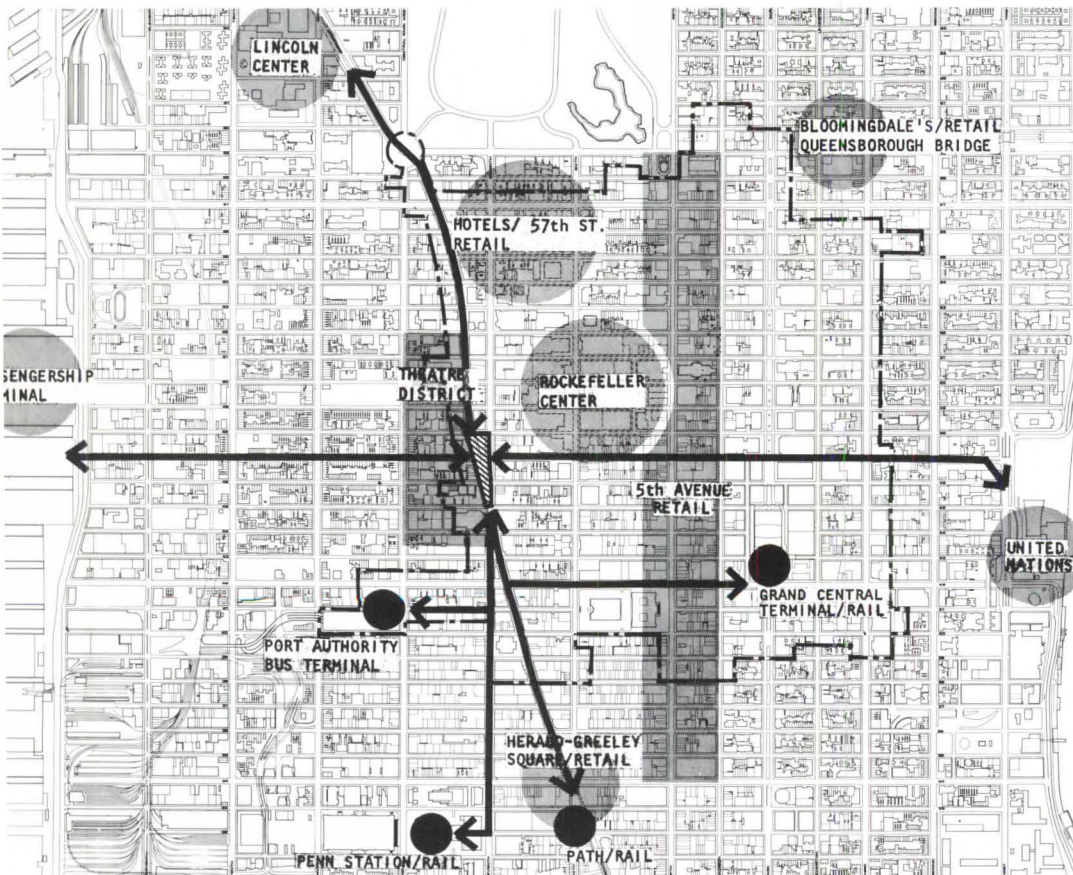 LINCOLN
CENTER
BLOOMINGDALE'S/RETAIL
QUEENSBOROUGH BRIDGE
HOTELS/ 57th ST.
RETAIL
SENGERSHIP
MINAL
THEATRE
DISTRICT
ROCKEFELLER
CENTER
5th AVENUE
RETAIL
UNITED
NATIONS
GRAND CENTRAL
TERMINAL/RAIL
PORT AUTHORITY
BUS TERMINAL
HERALD-GREELEY
SQUARE/RETAIL
PENN STATION/RAIL
PATH/RAIL